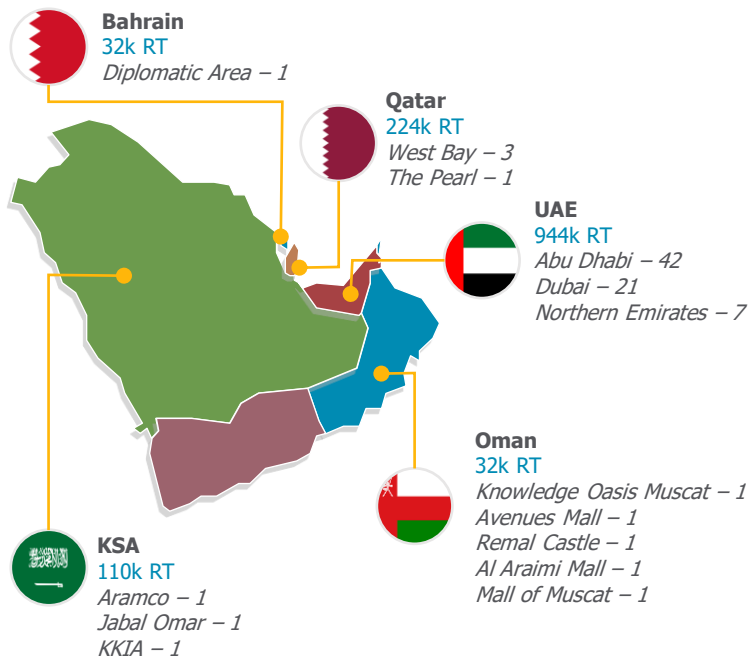 Bahrain
32k RT
Diplomatic Area – 1
Qatar
224k RT
West Bay – 3
The Pearl – 1
UAE
944k RT
Abu Dhabi – 42
Dubai – 21
Northern Emirates – 7
Oman
32k RT
Knowledge Oasis Muscat – 1
Avenues Mall – 1
Remal Castle – 1
Al Araimi Mall – 1
Mall of Muscat – 1
KSA
110k RT
Aramco – 1
Jabal Omar – 1
KKIA – 1